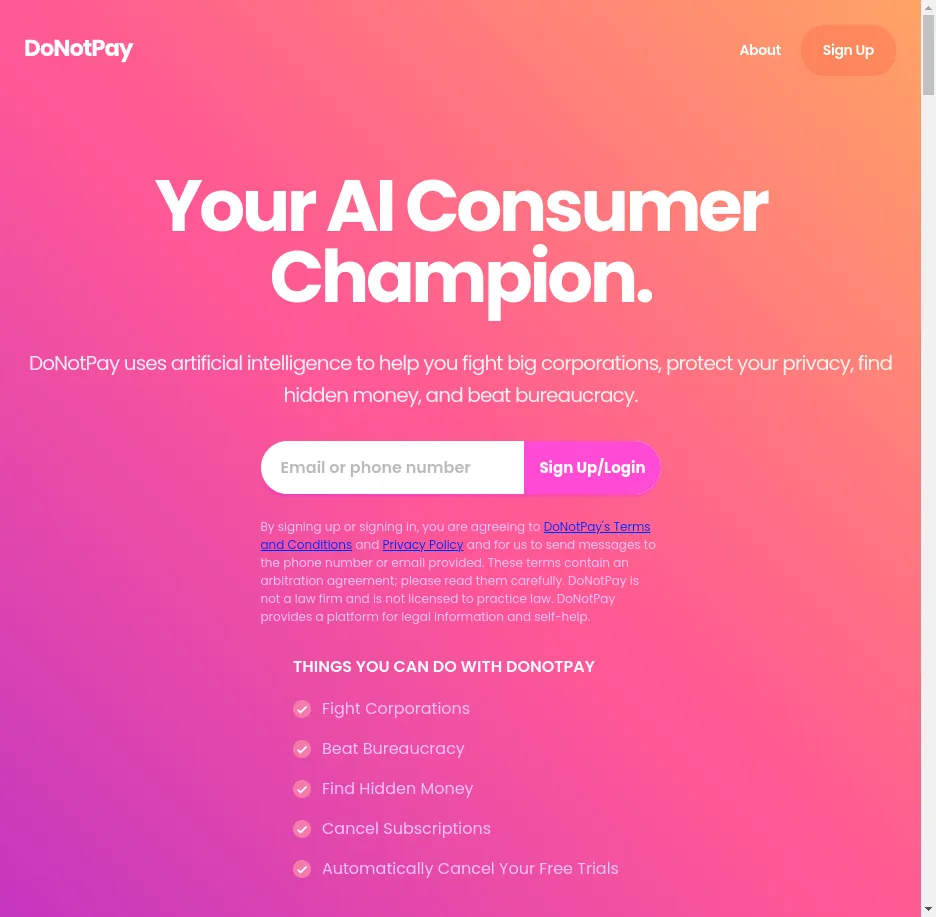 DoNotPay
About
Sign Up
Your AI Consumer
Champion.
DoNotPay uses artificial intelligence to help you fight big corporations, protect your privacy, find
hidden money, and beat bureaucracy.
Email or phone number
Sign Up/Login
By signing up or signing in, you are agreeing to DoNotPay's Terms
and Conditions and Privacy Policy and for us to send messages to
the phone number or email provided. These terms contain an
arbitration agreement; please read them carefully. DoNotPay is
not a law firm and is not licensed to practice law. DoNotPay
provides a platform for legal information and self-help.
THINGS YOU CAN DO WITH DONOTPAY
Fight Corporations
Beat Bureaucracy
Find Hidden Money
Cancel Subscriptions
Automatically Cancel Your Free Trials